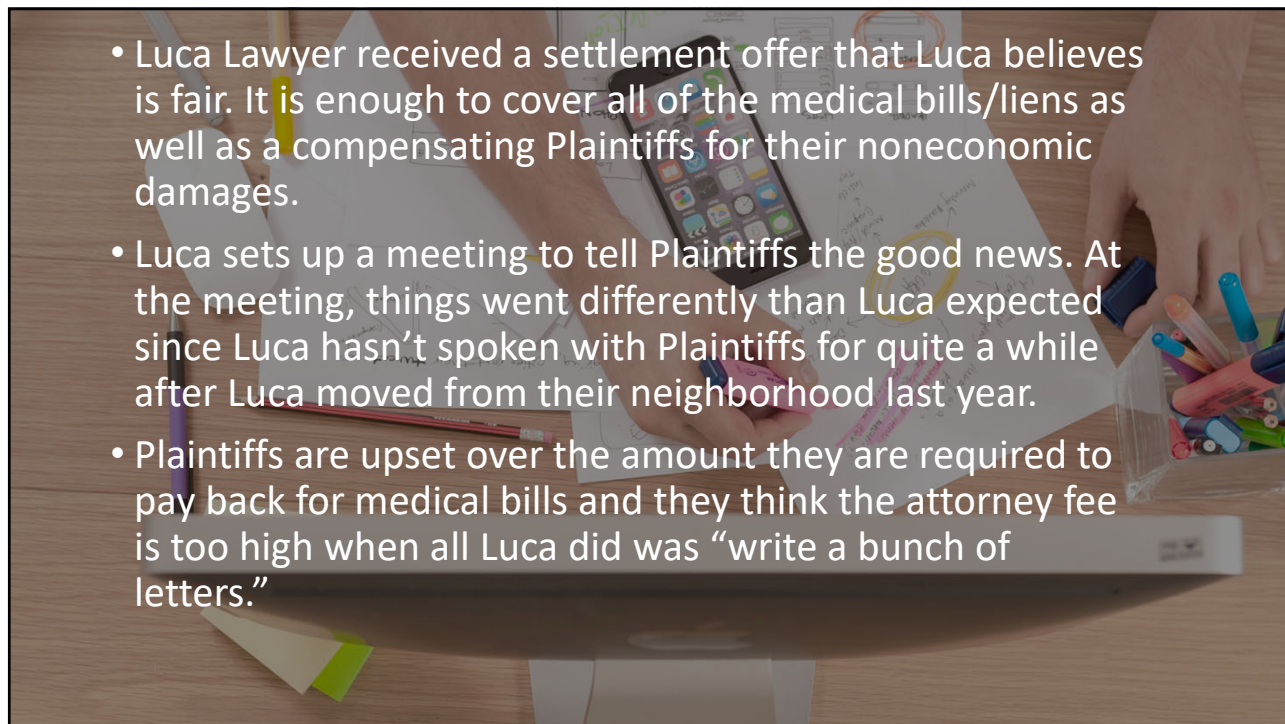 • Luca Lawyer received a settlement offer that Luca believes
is fair. It is enough to cover all of the medical bills/liens as
well as a compensating Plaintiffs for their noneconomic
damages.
• Luca sets up a meeting to tell Plaintiffs the good news. At
the meeting, things went differently than Luca expected
since Luca hasn’t spoken with Plaintiffs for quite a while
after Luca moved from their neighborhood last year.
• Plaintiffs are upset over the amount they are required to
pay back for medical bills and they think the attorney fee
is too high when all Luca did was “write a bunch of
letters.”